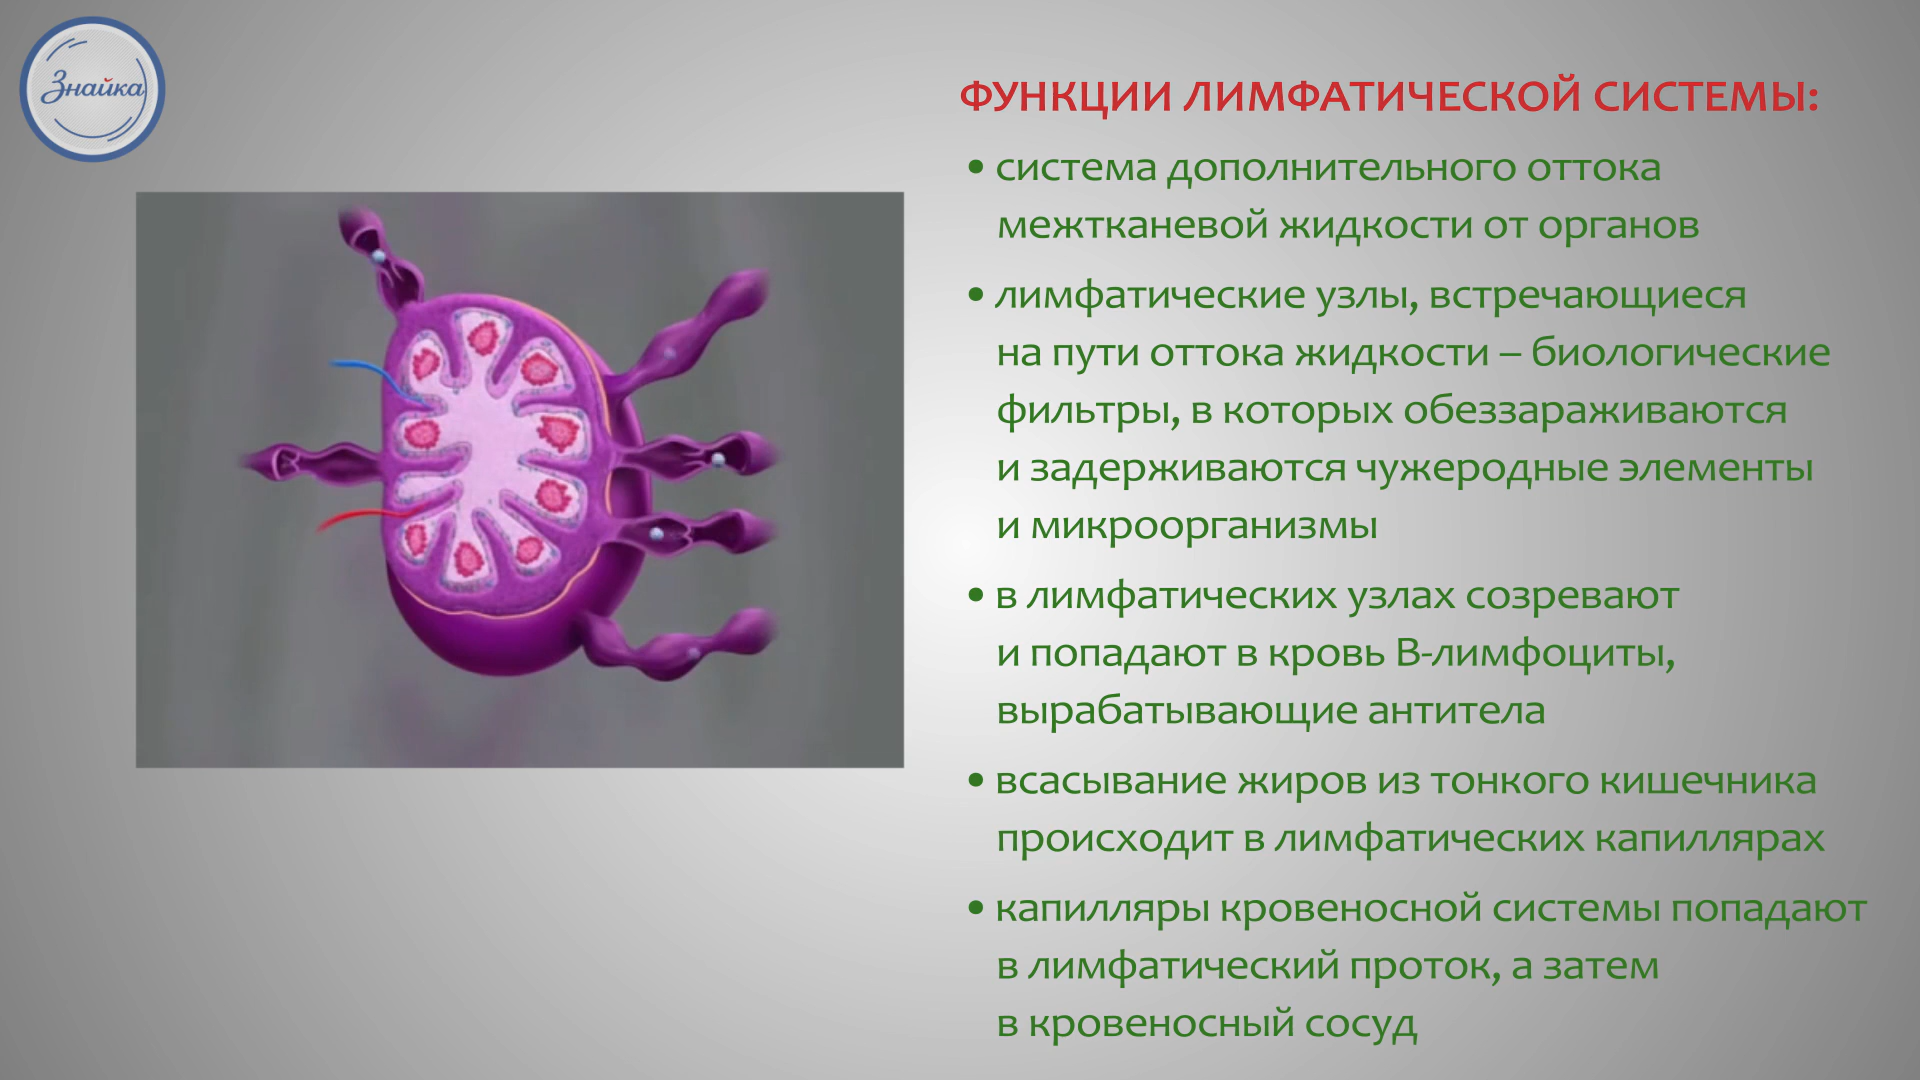 Знайка
ФУНКЦИИ ЛИМФАТИЧЕСКОЙ СИСТЕМЫ:
• система дополнительного оттока
межтканевой жидкости от органов
• лимфатические узлы, встречающиеся
на пути оттока жидкости – биологические
фильтры, в которых обеззараживаются
и задерживаются чужеродные элементы
и микроорганизмы
• в лимфатических узлах созревают
и попадают в кровь В-лимфоциты,
вырабатывающие антитела
• всасывание жиров из тонкого кишечника
происходит в лимфатических капиллярах
• капилляры кровеносной системы попадают
в лимфатический проток, а затем
в кровеносный сосуд